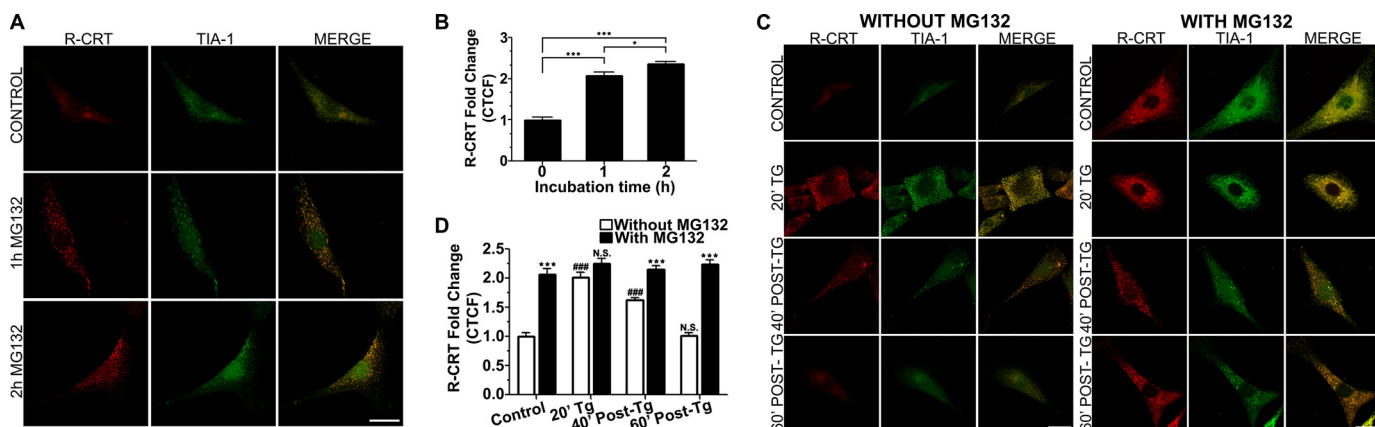 A
R-CRT TIA-1 MERGE
CONTROL
1h MG132
2h MG132
B
R-CRT Fold Change
(CTCF)
3
2
1
0
***
***
*
0 1 2
Incubation time (h)
D
Without MG132
With MG132
R-CRT Fold Change
(CTCF)
2.5
2.0
1.5
1.0
0.5
0.0
*** ### N.S. ### *** N.S. ***
Control 20' Tg 40' Post-Tg 60' Post-Tg
C
WITHOUT MG132 WITH MG132
R-CRT TIA-1 MERGE R-CRT TIA-1 MERGE
CONTROL CONTROL
20' TG 20' TG
40' POST-TG 40' POST-TG
60' POST- TG 60' POST- TG